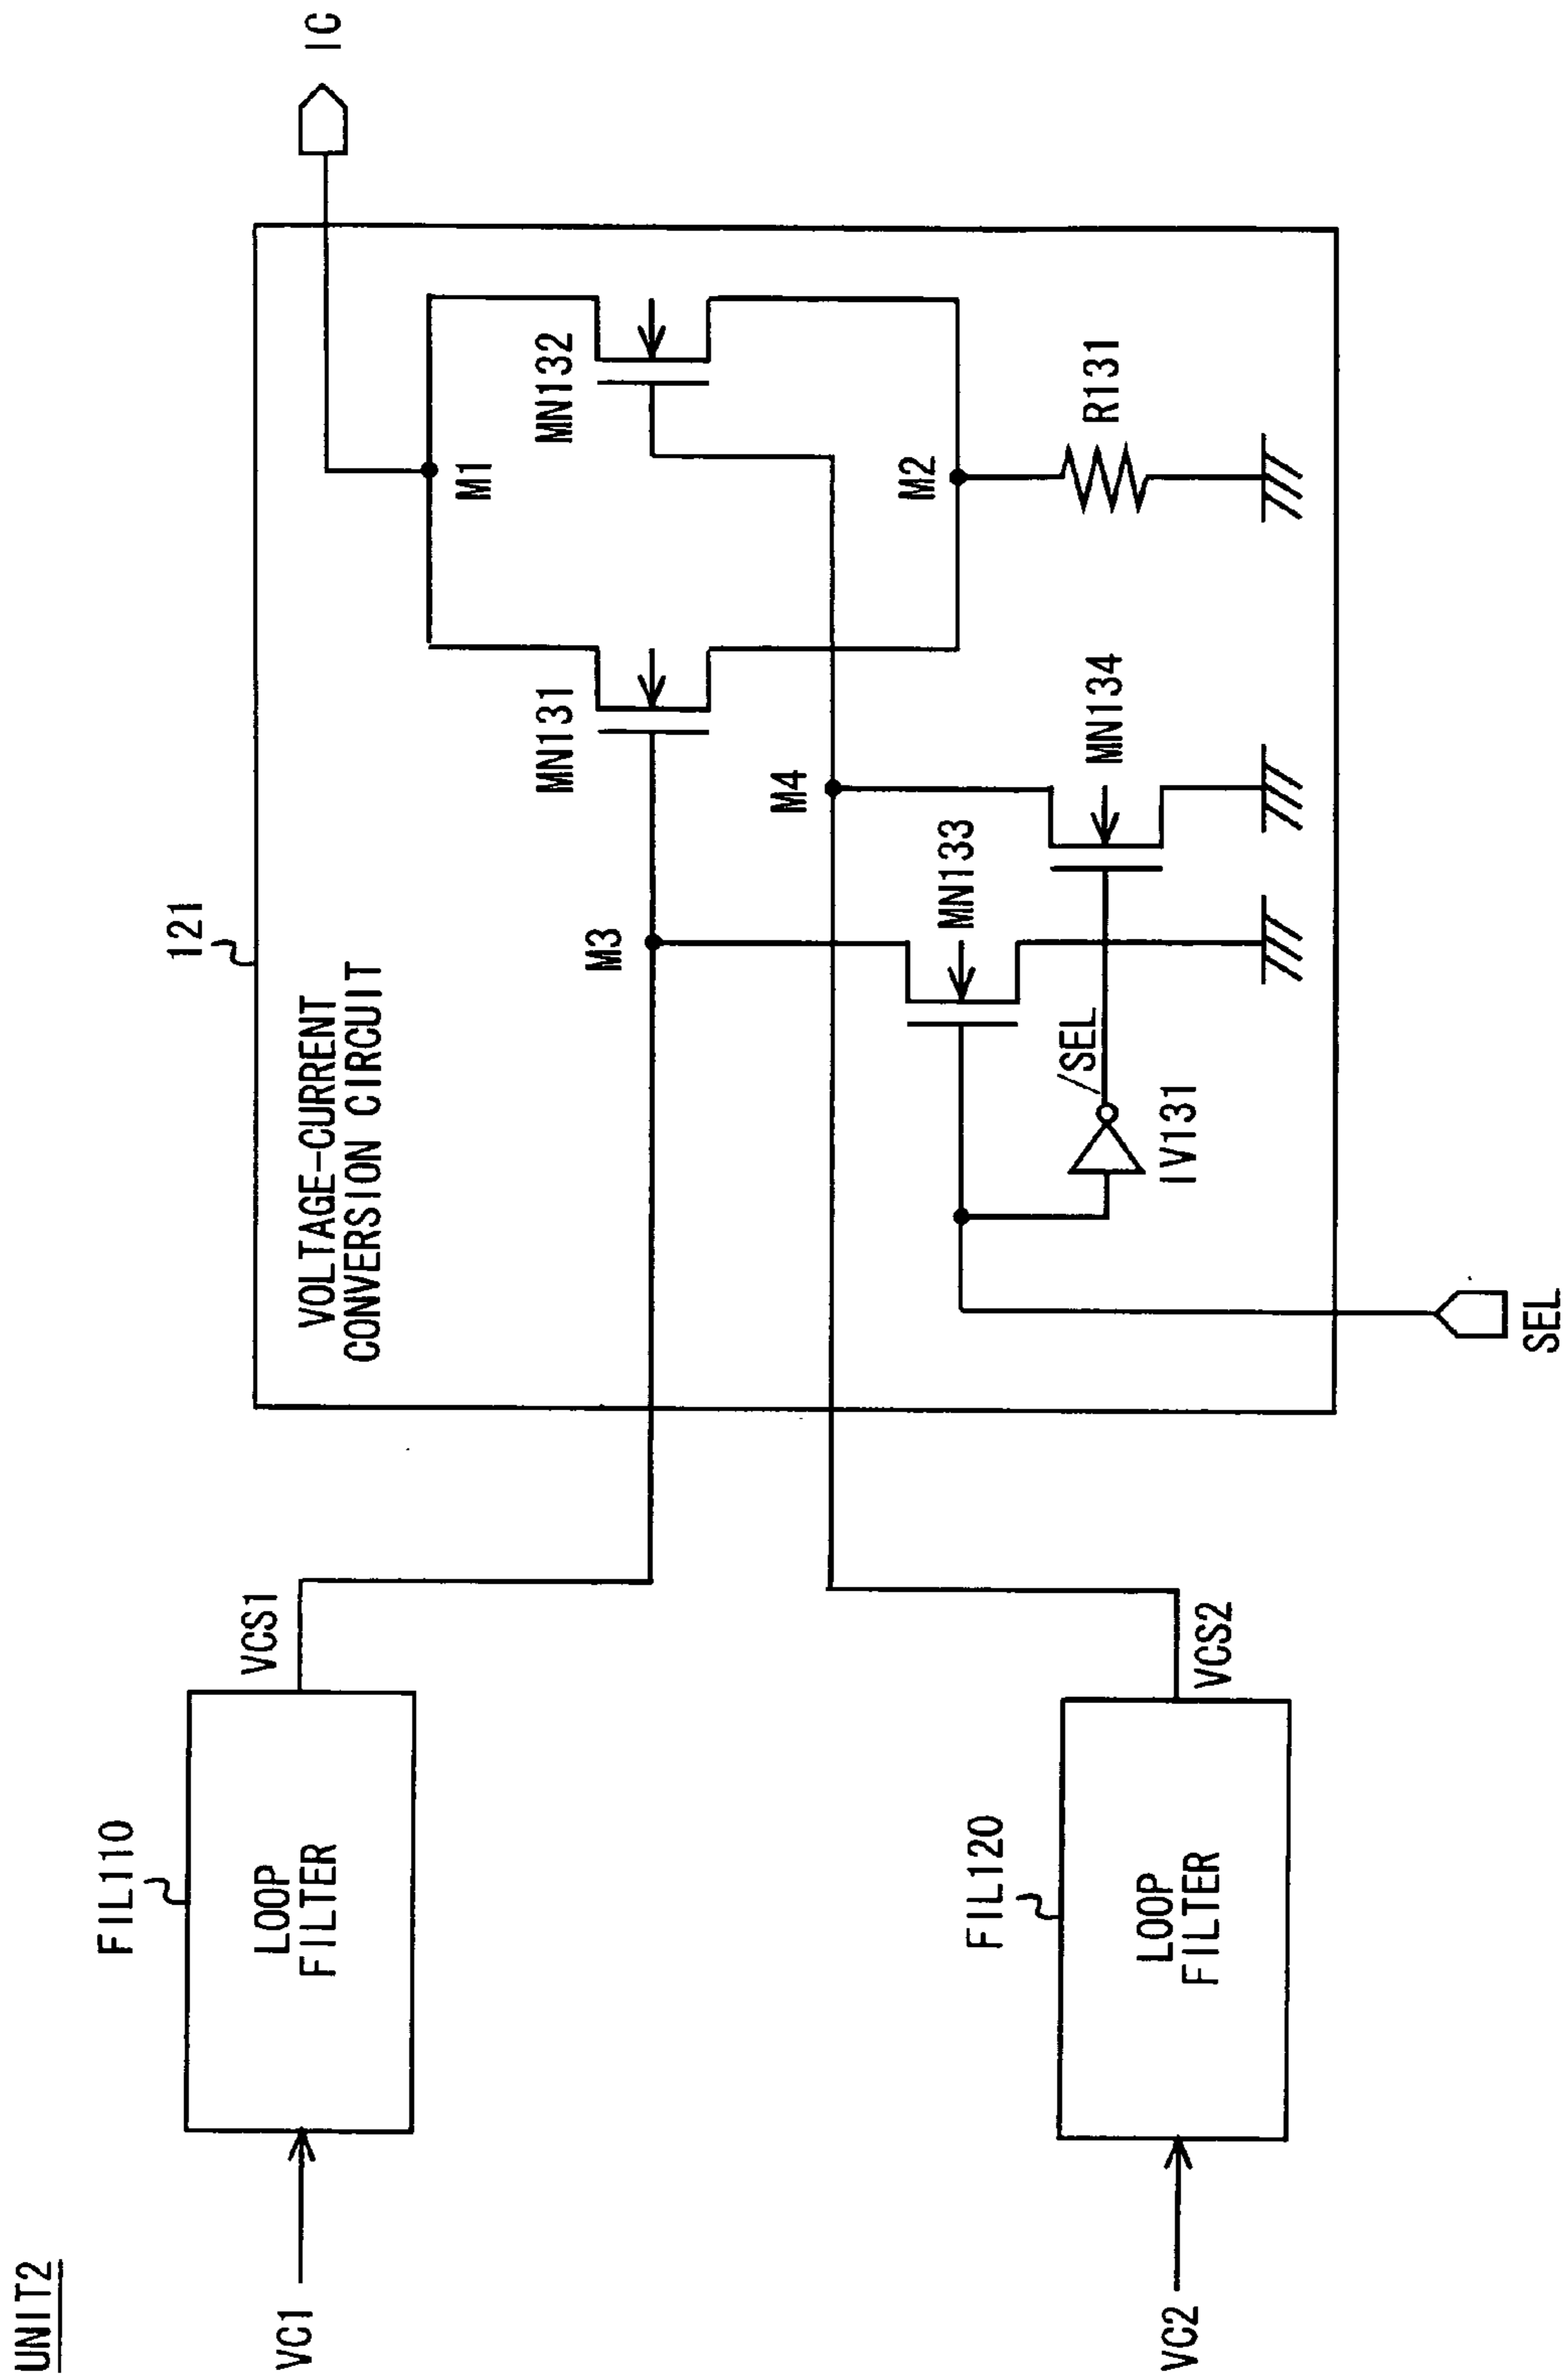 UNIT2
FIL110
LOOP
FILTER
VC1
VCS1
121
VOLTAGE-CURRENT
CONVERSION CIRCUIT
M3
MN131
M1
MN132
IC
M4
M2
MN133
MN134
R131
/SEL
IV131
FIL120
LOOP
FILTER
VC2
VCS2
SEL